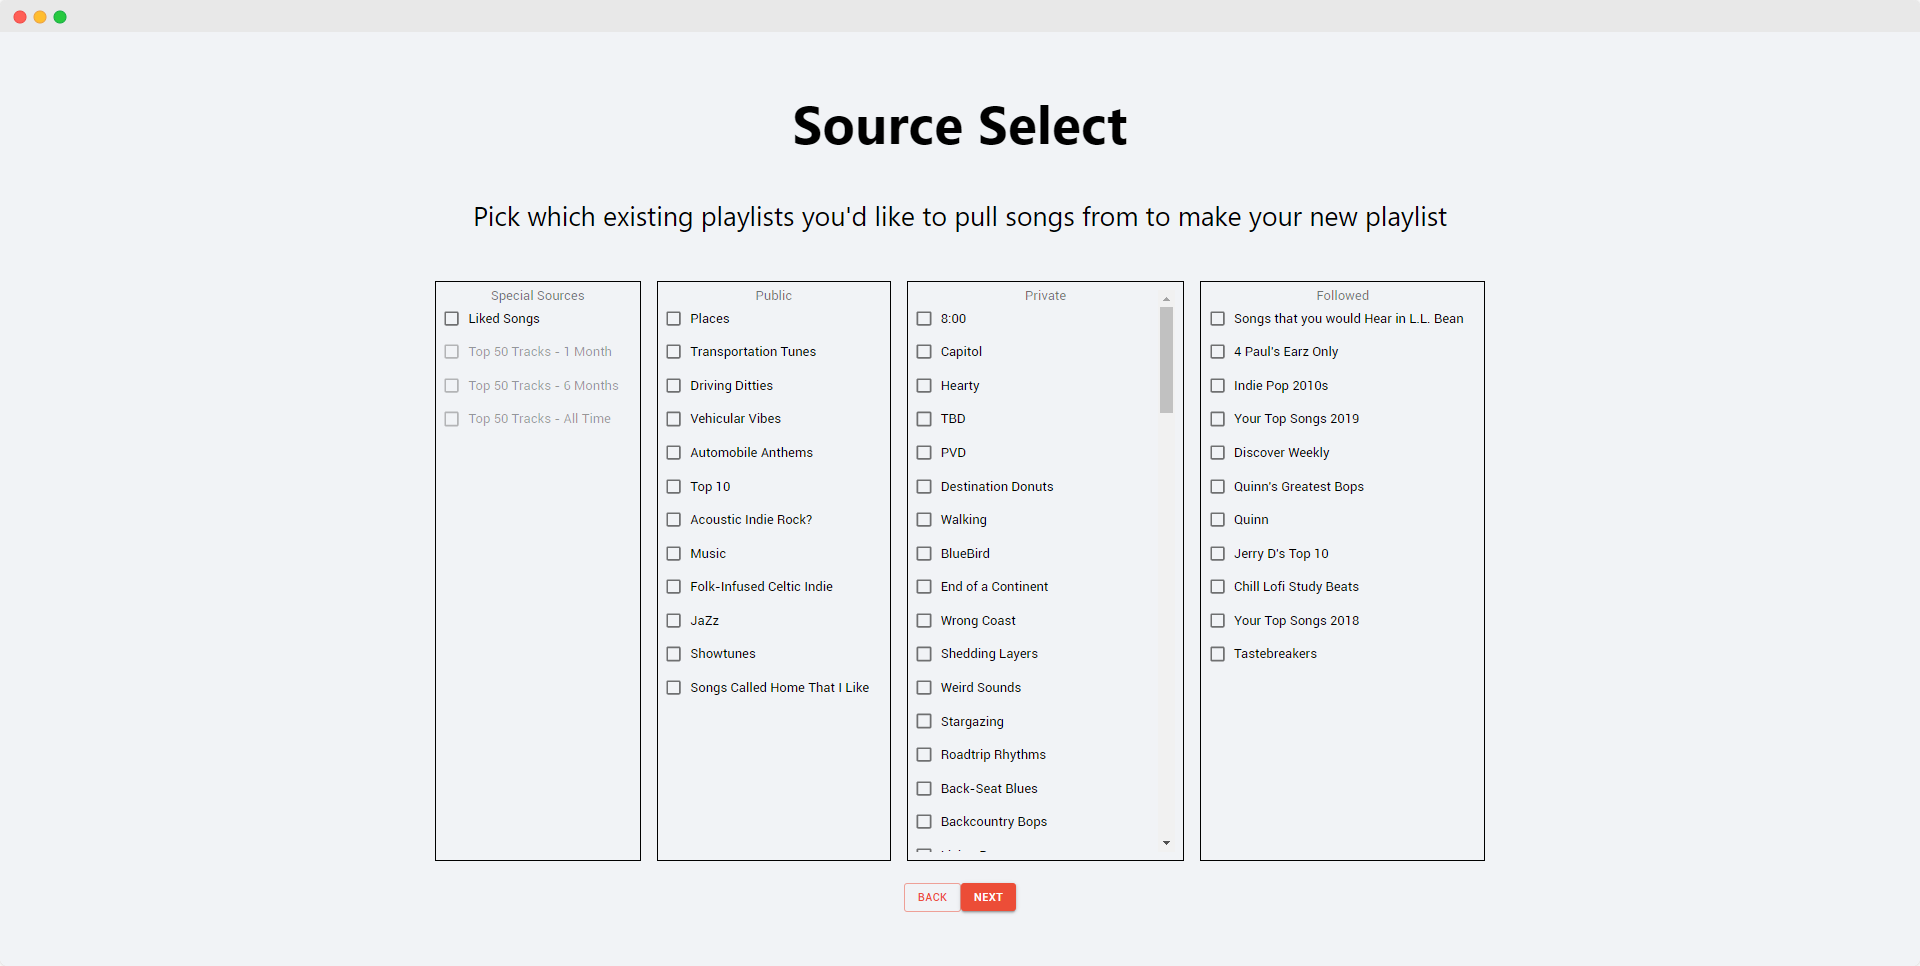 Source Select
Pick which existing playlists you'd like to pull songs from to make your new playlist
Special Sources
Liked Songs
Top 50 Tracks - 1 Month
Top 50 Tracks - 6 Months
Top 50 Tracks - All Time
Public
Places
Transportation Tunes
Driving Ditties
Vehicular Vibes
Automobile Anthems
Top 10
Acoustic Indie Rock?
Music
Folk-Infused Celtic Indie
JaZz
Showtunes
Songs Called Home That I Like
Private
8:00
Capitol
Hearty
TBD
PVD
Destination Donuts
Walking
BlueBird
End of a Continent
Wrong Coast
Shedding Layers
Weird Sounds
Stargazing
Roadtrip Rhythms
Back-Seat Blues
Backcountry Bops
Followed
Songs that you would Hear in L.L. Bean
4 Paul's Earz Only
Indie Pop 2010s
Your Top Songs 2019
Discover Weekly
Quinn's Greatest Bops
Quinn
Jerry D's Top 10
Chill Lofi Study Beats
Your Top Songs 2018
Tastebreakers
BACK
NEXT